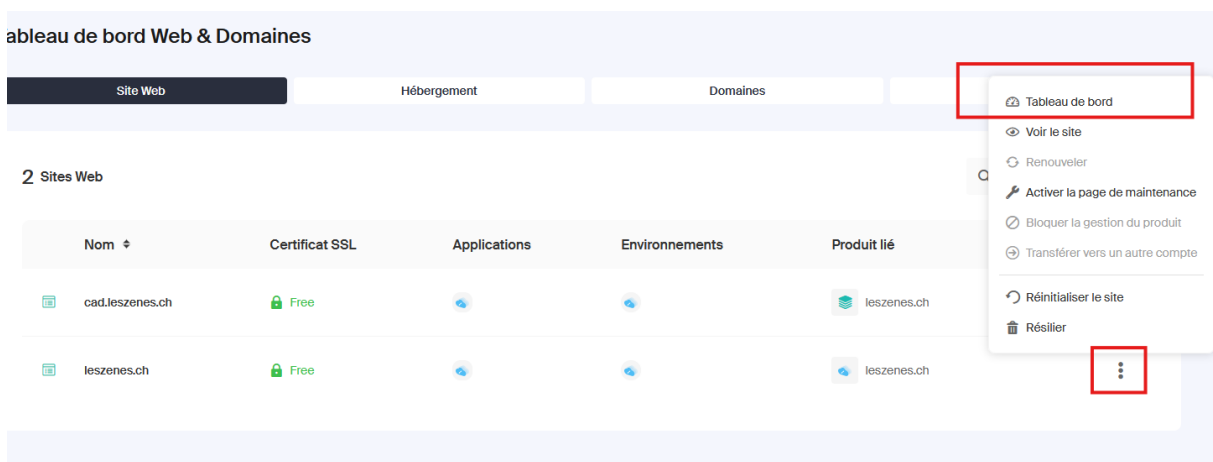 ableau de bord Web & Domaines
Site Web
Hébergement
Domaines
Tableau de bord
Voir le site
Renouveler
Activer la page de maintenance
Bloquer la gestion du produit
Transférer vers un autre compte
Réinitialiser le site
Résilier
2 Sites Web
Nom Certificat SSL Applications Environnements Produit lié
cad.leszenes.ch Free leszenes.ch
leszenes.ch Free leszenes.ch